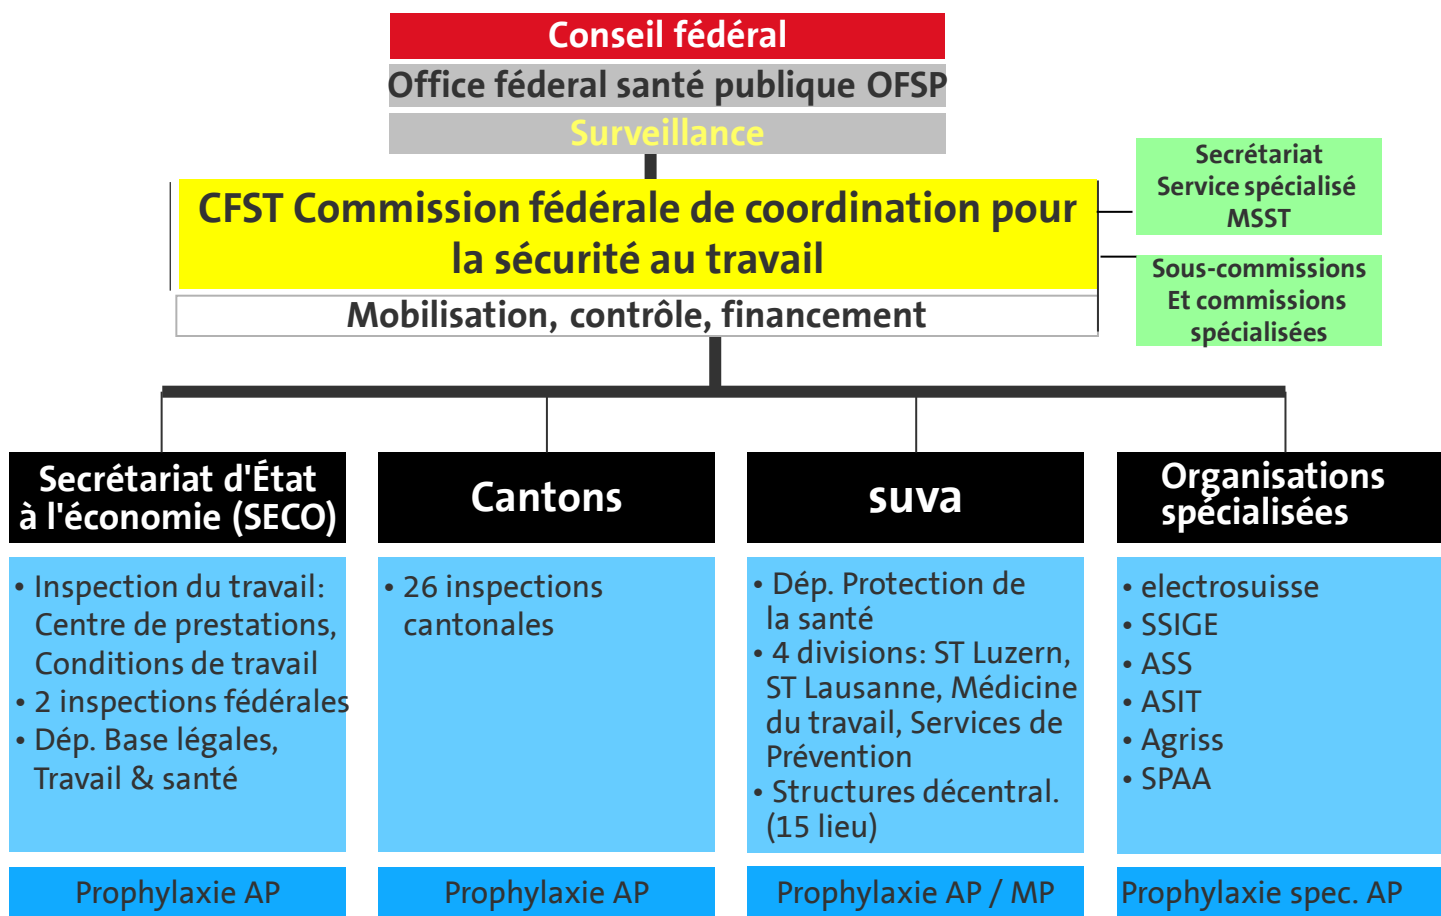 Conseil fédéral
Office féderal santé publique OFSP
Surveillance
Secrétariat
Service spécialisé
MSST
CFST Commission fédérale de coordination pour
la sécurité au travail
Sous-commissions
Et commissions
spécialisées
Mobilisation, contrôle, financement
Secrétariat d'État
à l'économie (SECO)
• Inspection du travail:
Centre de prestations,
Conditions de travail
• 2 inspections fédérales
• Dép. Base légales,
Travail & santé
Prophylaxie AP
Cantons
• 26 inspections
cantonales
Prophylaxie AP
suva
• Dép. Protection de
la santé
• 4 divisions: ST Luzern,
ST Lausanne, Médicine
du travail, Services de
Prévention
• Structures décentral.
(15 lieu)
Prophylaxie AP / MP
Organisations
spécialisées
• electrosuisse
• SSIGE
• ASS
• ASIT
• Agriss
• SPAA
Prophylaxie spec. AP